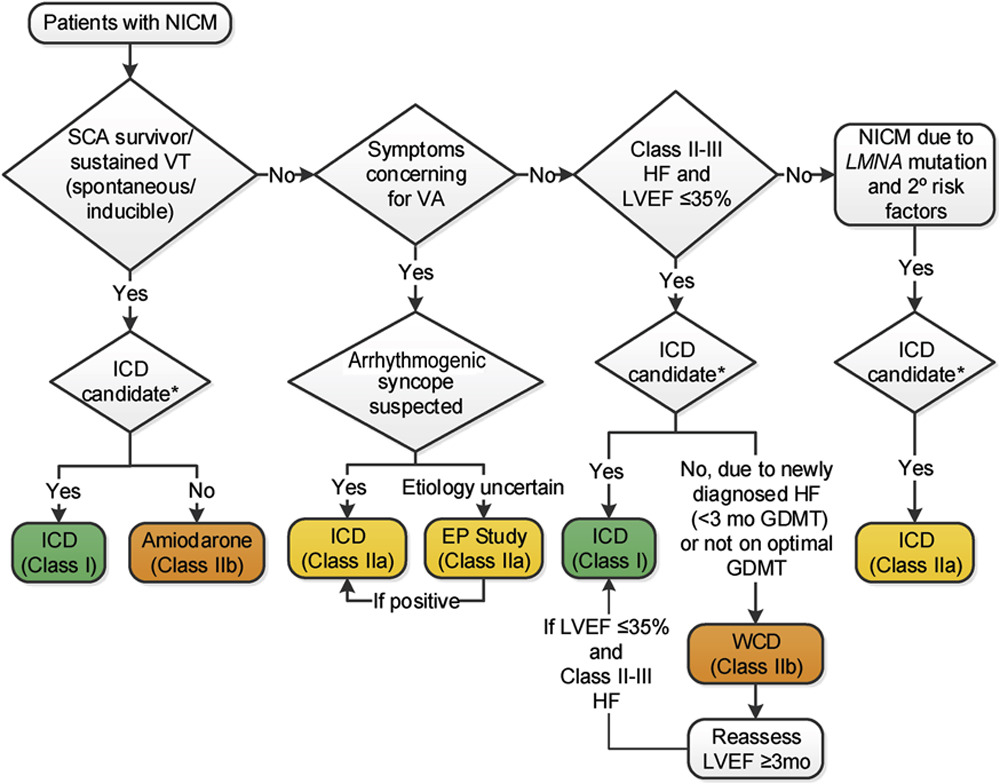 Patients with NICM
SCA survivor/
sustained VT
(spontaneous/
inducible)
No
Symptoms
concerning
for VA
No
Class II-III
HF and
LVEF ≤35%
No
NICM due to
LMNA mutation
and 2º risk
factors
Yes
Yes
Yes
Yes
ICD
candidate*
Arrhythmogenic
syncope
suspected
ICD
candidate*
ICD
candidate*
Yes
No
Yes
Etiology uncertain
Yes
No, due to newly
diagnosed HF
(<3 mo GDMT)
or not on optimal
GDMT
Yes
ICD
(Class I)
Amiodarone
(Class IIb)
ICD
(Class IIa)
EP Study
(Class IIa)
If positive
ICD
(Class I)
ICD
(Class IIa)
If LVEF ≤35%
and
Class II-III
HF
WCD
(Class IIb)
Reassess
LVEF ≥3mo